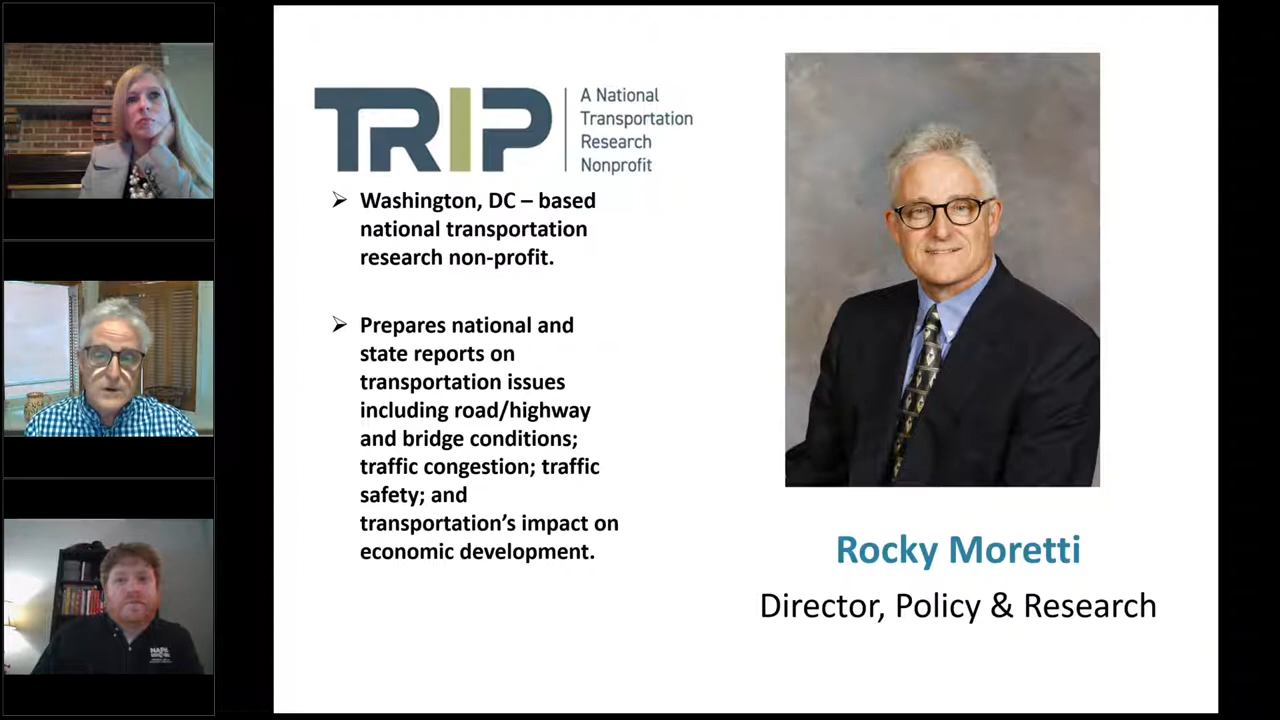 TRIP
A National
Transportation
Research
Nonprofit
➢ Washington, DC – based
national transportation
research non-profit.
➢ Prepares national and
state reports on
transportation issues
including road/highway
and bridge conditions;
traffic congestion; traffic
safety; and
transportation’s impact on
economic development.
Rocky Moretti
Director, Policy & Research